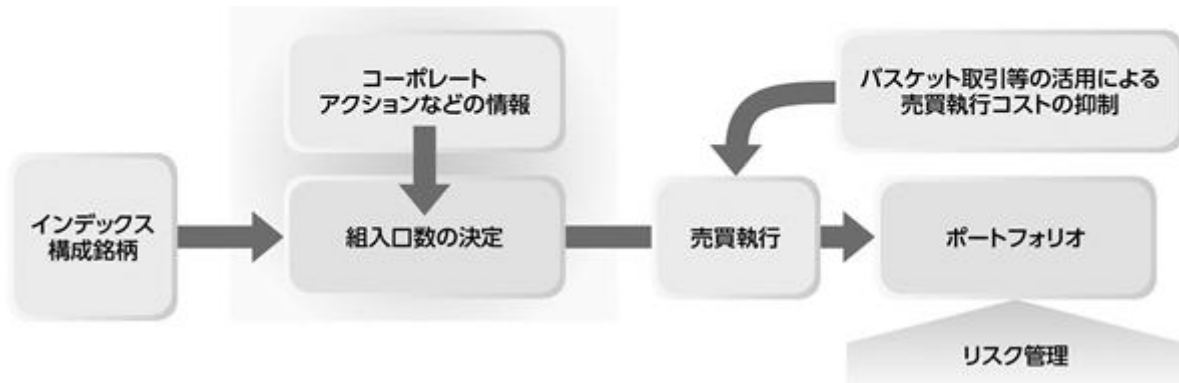 コーポレート
アクションなどの情報
バスケット取引等の活用による
売買執行コストの抑制
インデックス
構成銘柄
組入口数の決定
売買執行
ポートフォリオ
リスク管理